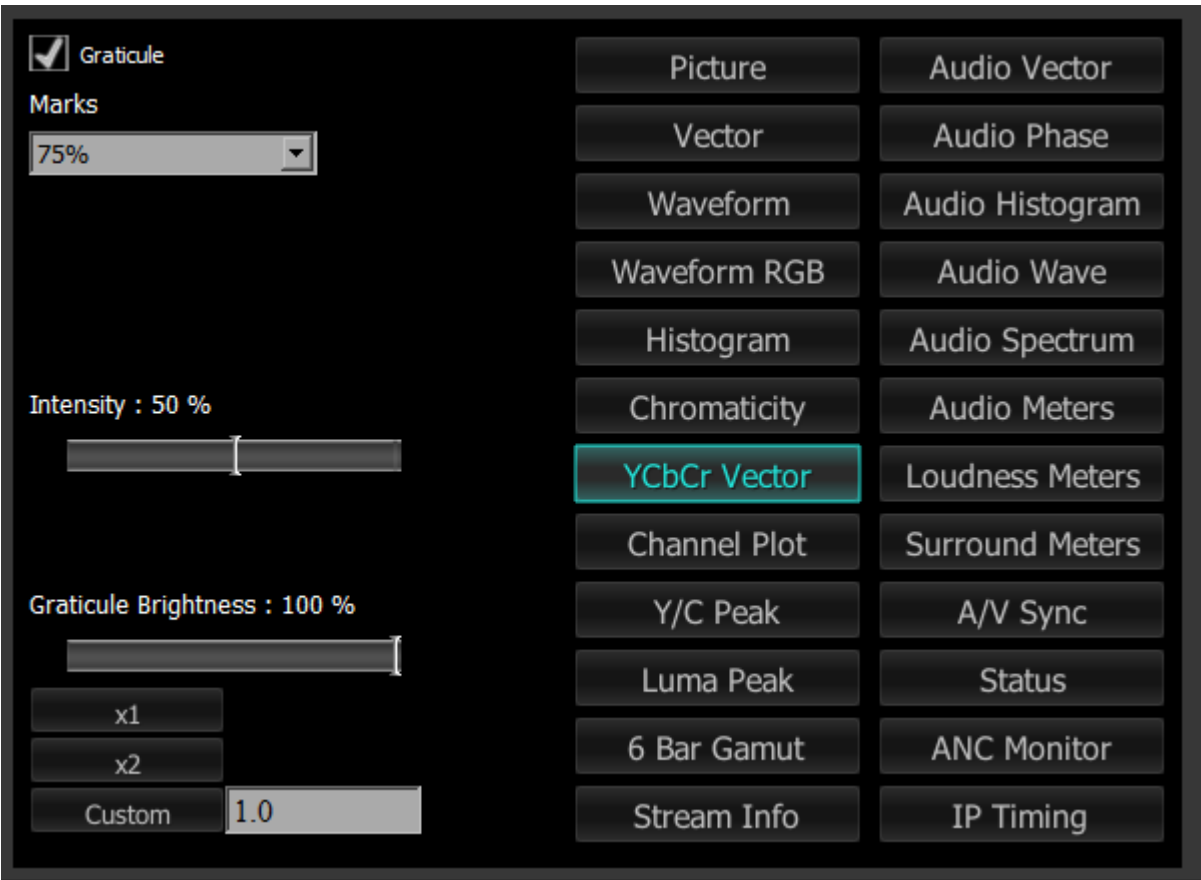 Graticule
Marks
75%
Intensity : 50 %
Graticule Brightness : 100 %
x1
x2
Custom
1.0
Picture
Vector
Waveform
Waveform RGB
Histogram
Chromaticity
YCbCr Vector
Channel Plot
Y/C Peak
Luma Peak
6 Bar Gamut
Stream Info
Audio Vector
Audio Phase
Audio Histogram
Audio Wave
Audio Spectrum
Audio Meters
Loudness Meters
Surround Meters
A/V Sync
Status
ANC Monitor
IP Timing